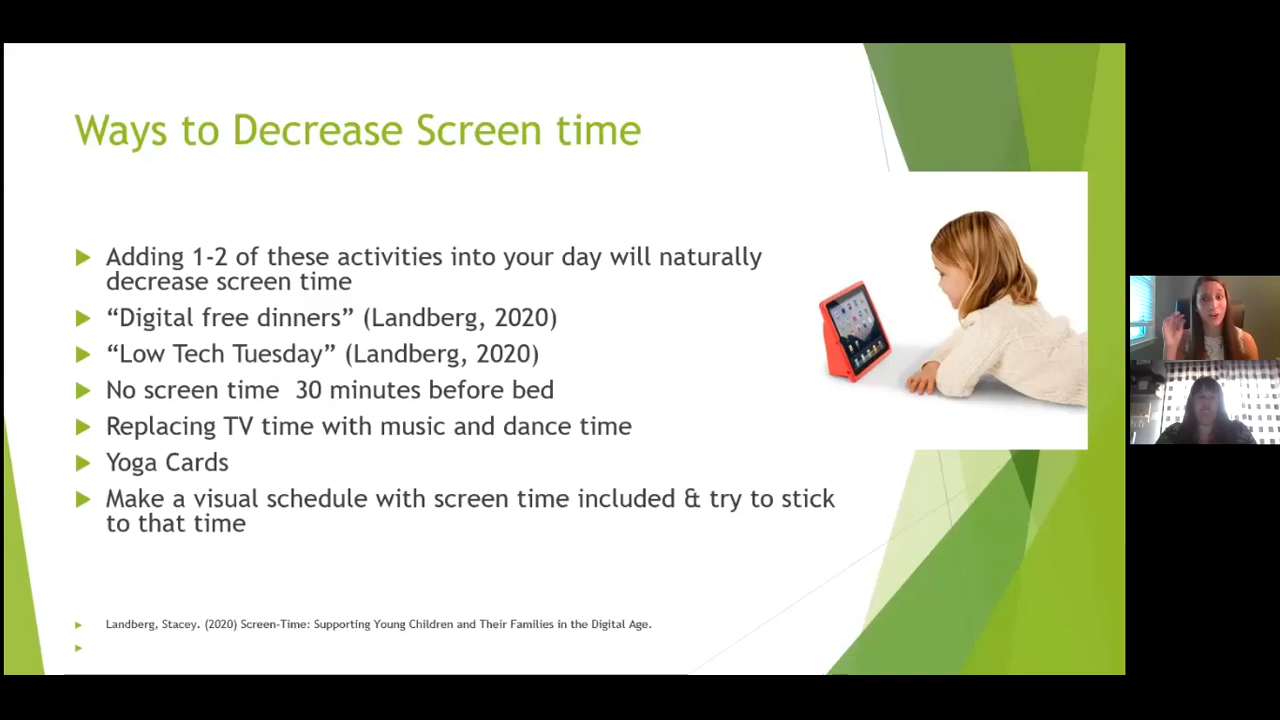 Ways to Decrease Screen time
Adding 1-2 of these activities into your day will naturally
decrease screen time
“Digital free dinners” (Landberg, 2020)
“Low Tech Tuesday” (Landberg, 2020)
No screen time  30 minutes before bed
Replacing TV time with music and dance time
Yoga Cards
Make a visual schedule with screen time included & try to stick
to that time
Landberg, Stacey. (2020) Screen-Time: Supporting Young Children and Their Families in the Digital Age.